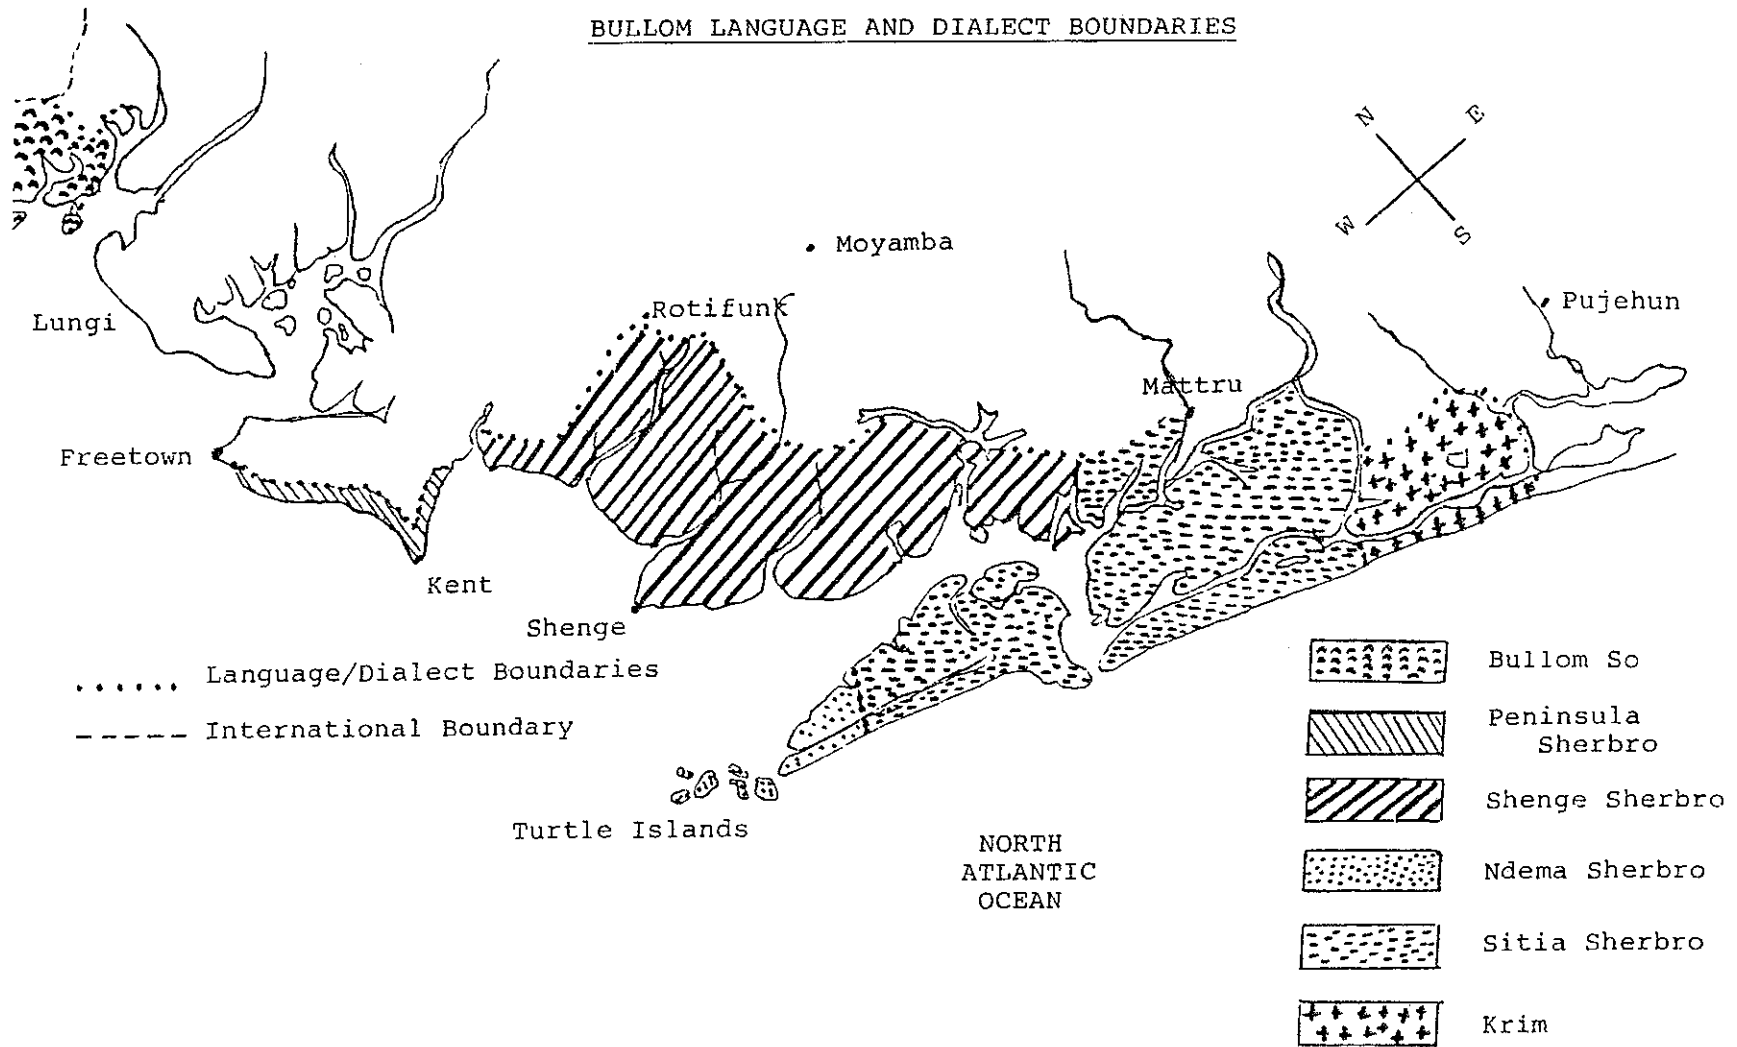 BULLOM LANGUAGE AND DIALECT BOUNDARIES
N
E
W
S
Moyamba
Lungi
Rotifunk
Pujehun
Mattru
Freetown
Kent
Shenge
Language/Dialect Boundaries
International Boundary
Turtle Islands
NORTH
ATLANTIC
OCEAN
Bullom So
Peninsula
Sherbro
Shenge Sherbro
Ndema Sherbro
Sitia Sherbro
Krim